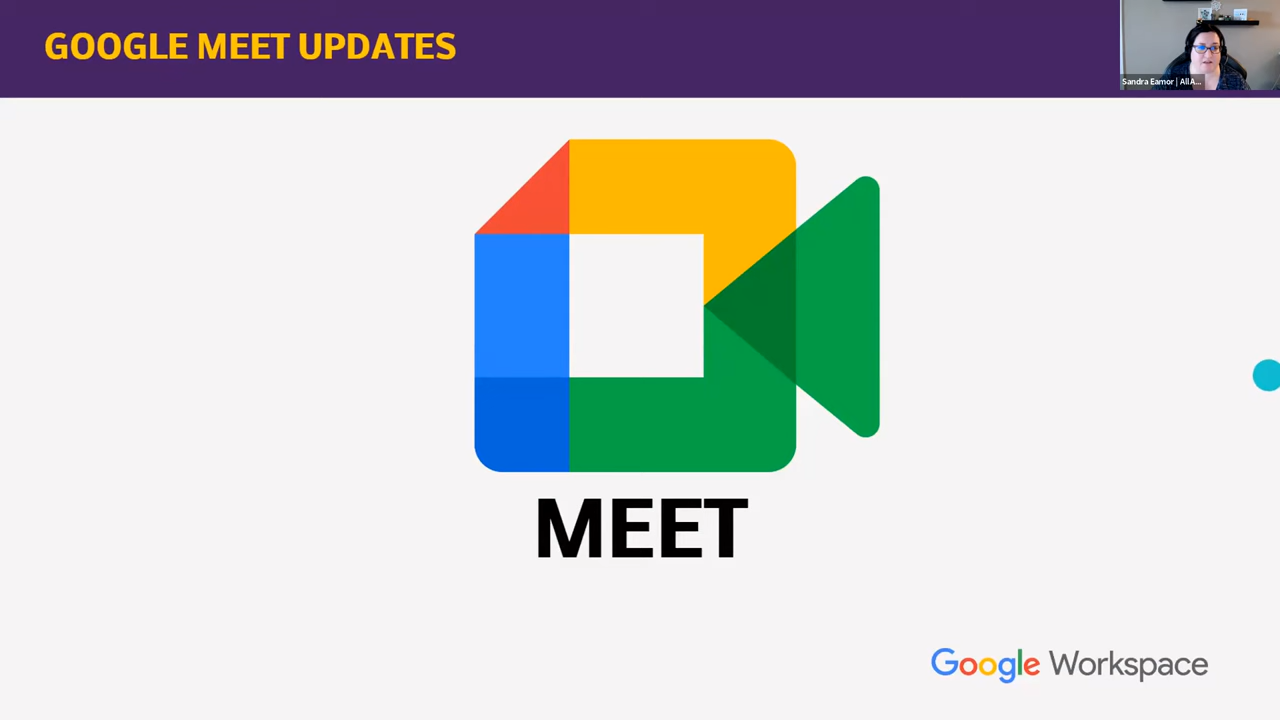 GOOGLE MEET UPDATES
Sandra Eamor | All A...
MEET
Google Workspace